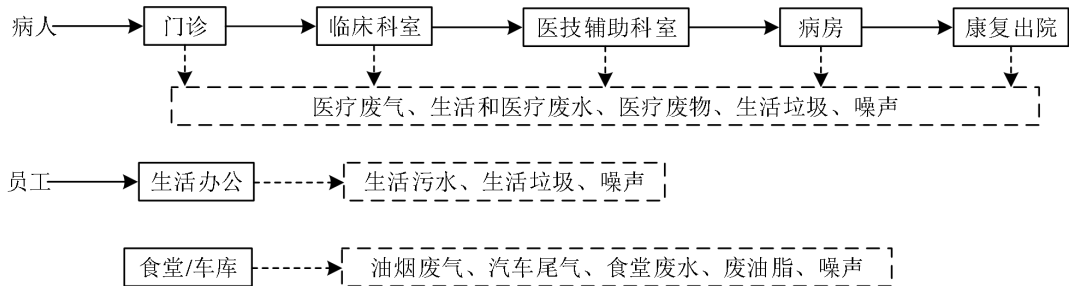 病人 门诊 临床科室 医技辅助科室 病房 康复出院
医疗废气、生活和医疗废水、医疗废物、生活垃圾、噪声
员工 生活办公 生活污水、生活垃圾、噪声
食堂/车库 油烟废气、汽车尾气、食堂废水、废油脂、噪声